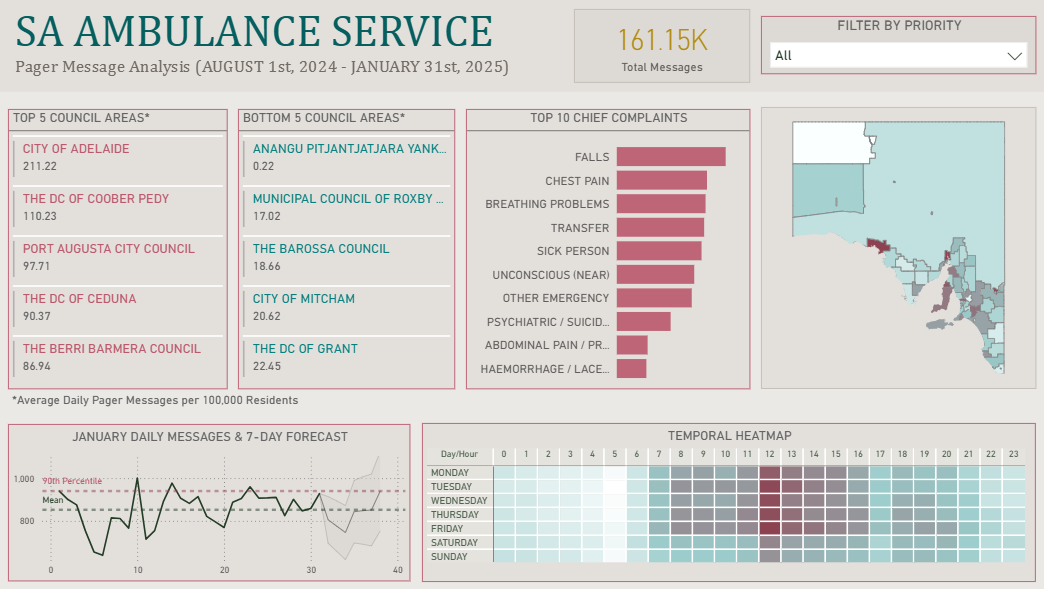 SA AMBULANCE SERVICE
Pager Message Analysis (AUGUST 1st, 2024 - JANUARY 31st, 2025)
161.15K
Total Messages
FILTER BY PRIORITY
All
TOP 5 COUNCIL AREAS*
CITY OF ADELAIDE
211.22
THE DC OF COOBER PEDY
110.23
PORT AUGUSTA CITY COUNCIL
97.71
THE DC OF CEDUNA
90.37
THE BERRI BARMERA COUNCIL
86.94
BOTTOM 5 COUNCIL AREAS*
ANANGU PITJANTJATJARA YANK...
0.22
MUNICIPAL COUNCIL OF ROXBY ...
17.02
THE BAROSSA COUNCIL
18.66
CITY OF MITCHAM
20.62
THE DC OF GRANT
22.45
*Average Daily Pager Messages per 100,000 Residents
TOP 10 CHIEF COMPLAINTS
FALLS
CHEST PAIN
BREATHING PROBLEMS
TRANSFER
SICK PERSON
UNCONSCIOUS (NEAR)
OTHER EMERGENCY
PSYCHIATRIC / SUICID...
ABDOMINAL PAIN / PR...
HAEMORRHAGE / LACE...
JANUARY DAILY MESSAGES & 7-DAY FORECAST
1,000
90th Percentile
Mean
800
0 10 20 30 40
TEMPORAL HEATMAP
Day/Hour 0 1 2 3 4 5 6 7 8 9 10 11 12 13 14 15 16 17 18 19 20 21 22 23
MONDAY
TUESDAY
WEDNESDAY
THURSDAY
FRIDAY
SATURDAY
SUNDAY